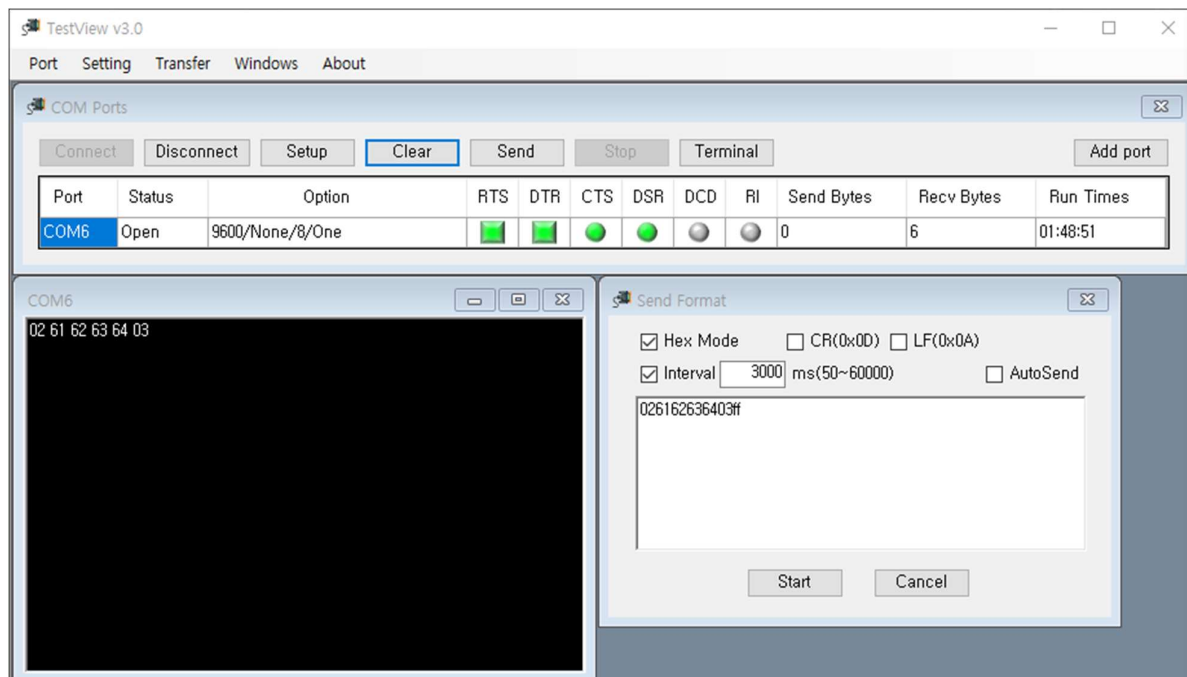 TestView v3.0
Port Setting Transfer Windows About
COM Ports
Connect Disconnect Setup Clear Send Stop Terminal Add port
Port Status Option RTS DTR CTS DSR DCD RI Send Bytes Recv Bytes Run Times
COM6 Open 9600/None/8/One 0 6 01:48:51
COM6
02 61 62 63 64 03
Send Format
Hex Mode CR(0x0D) LF(0x0A)
Interval 3000 ms(50~60000) AutoSend
026162636403ff
Start Cancel